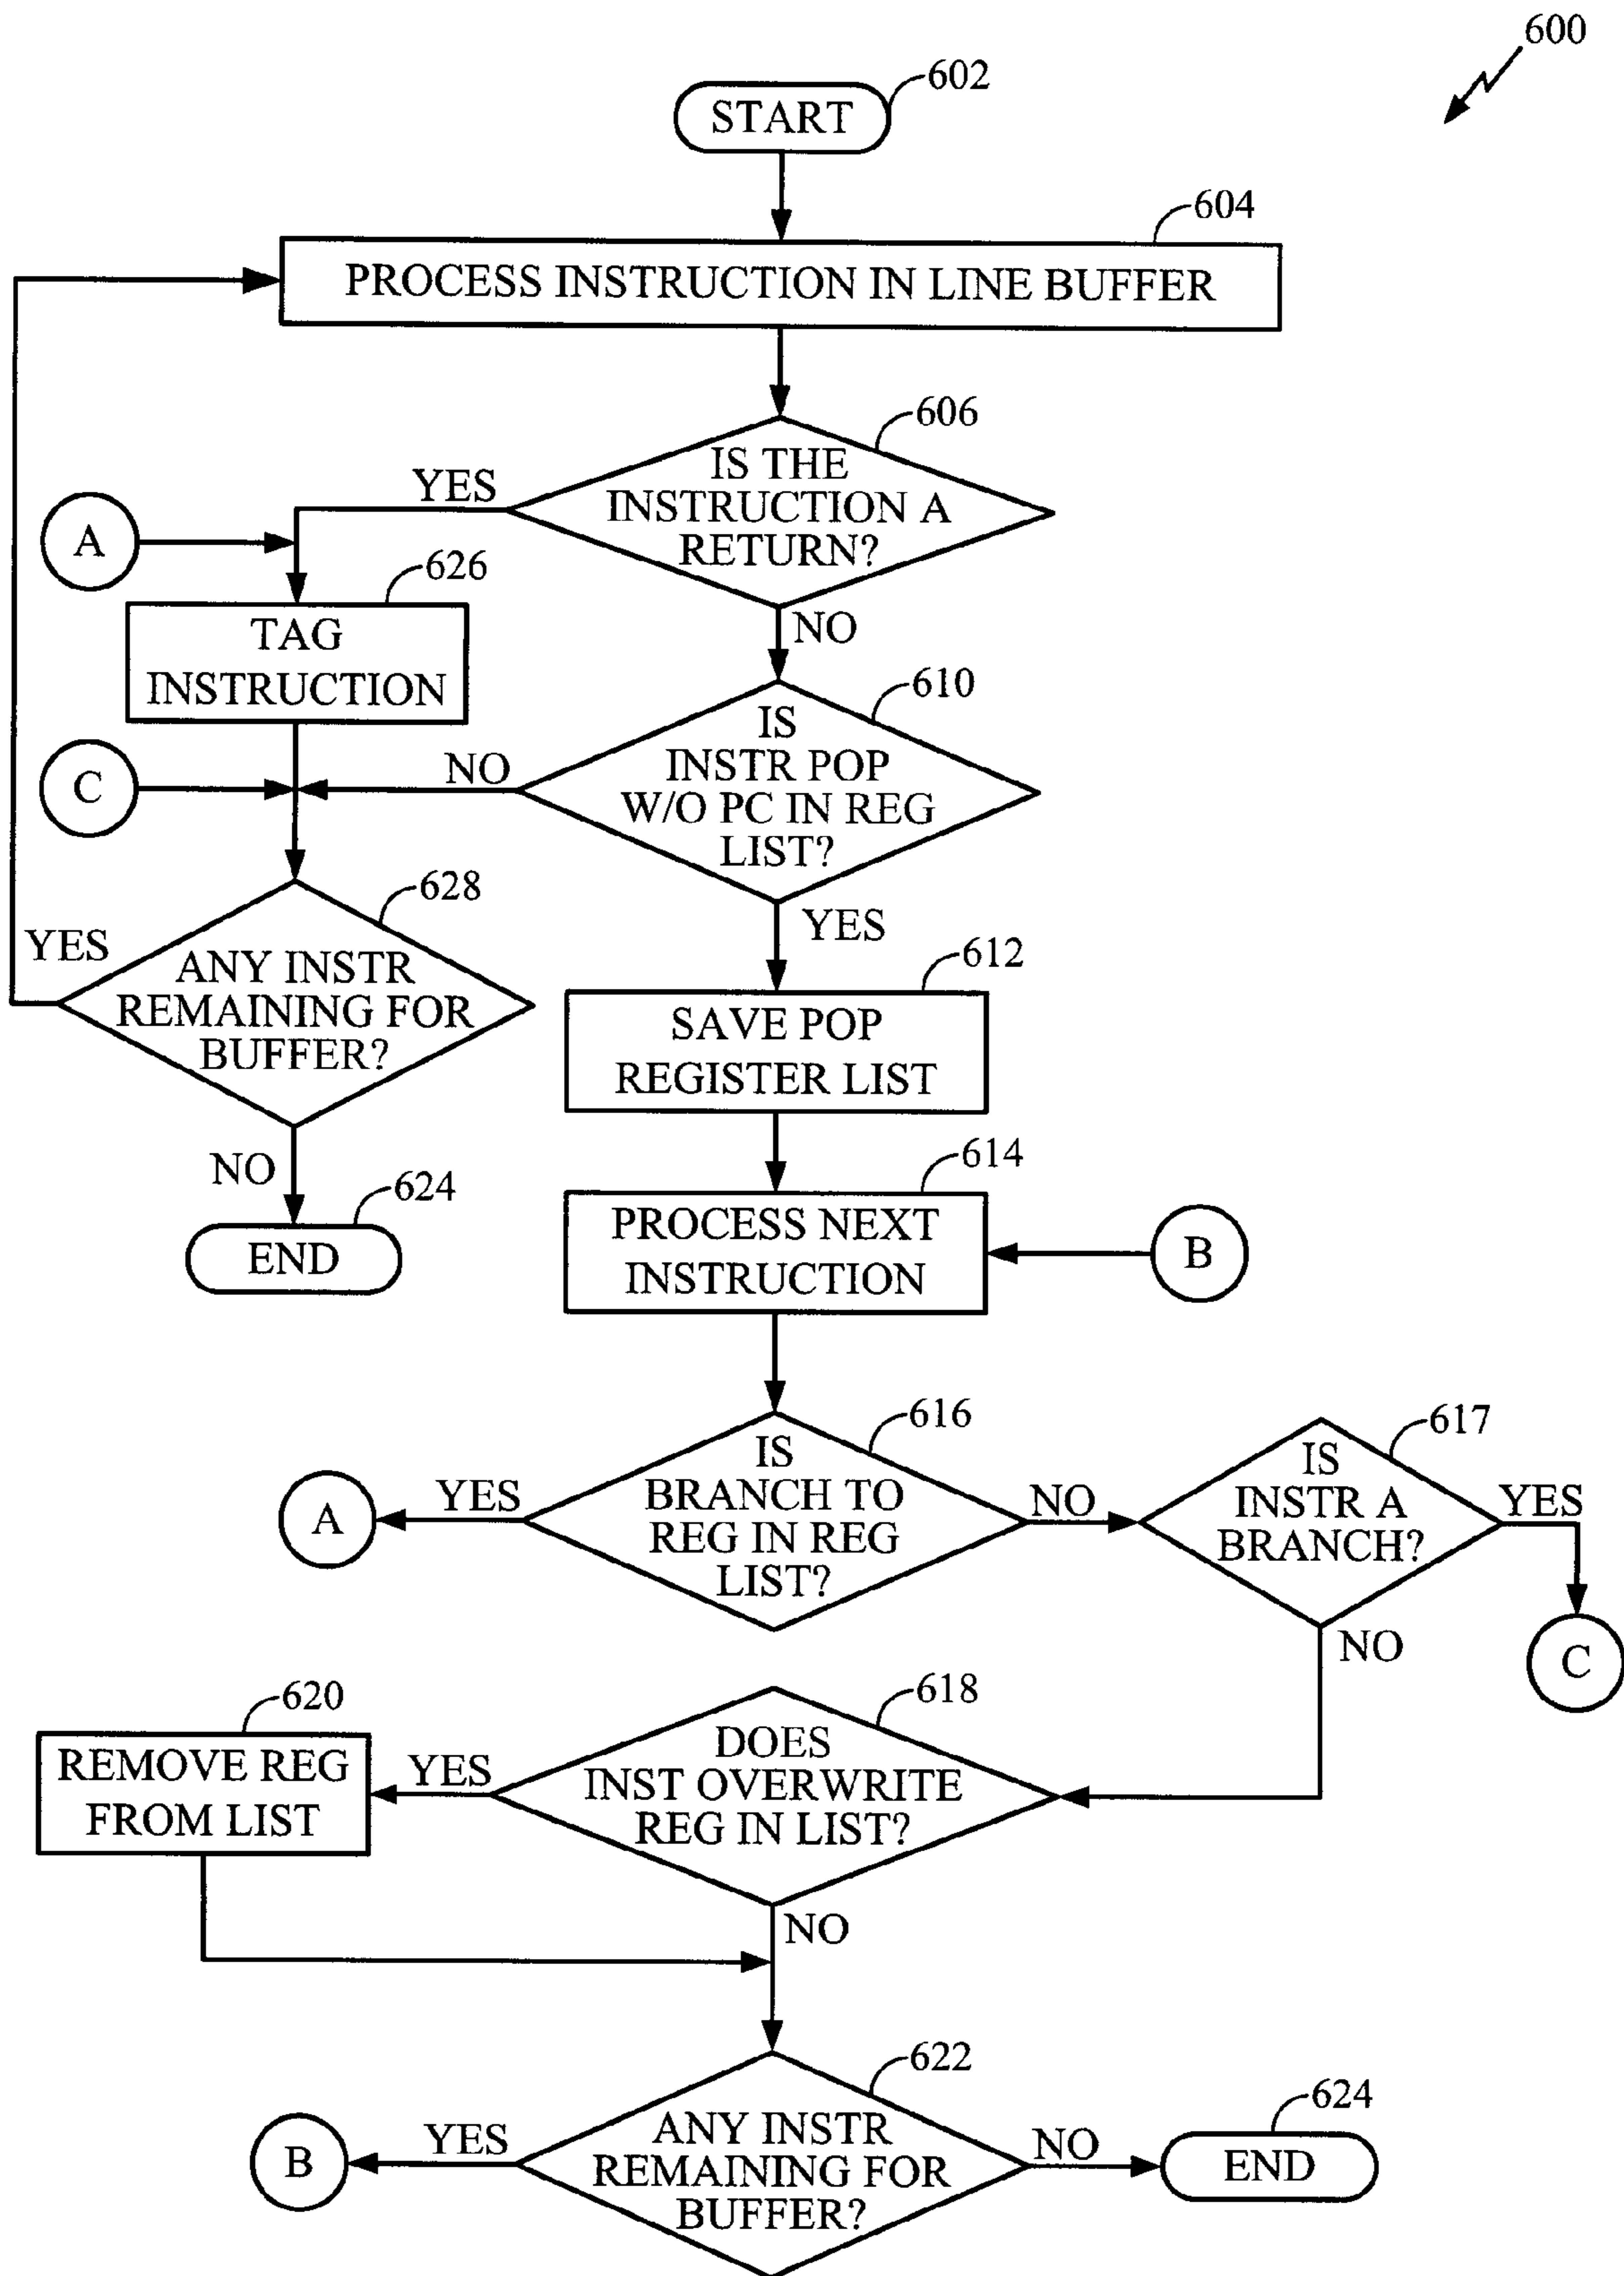 600
602
START
604
PROCESS INSTRUCTION IN LINE BUFFER
606
IS THE
INSTRUCTION A
RETURN?
YES
A
626
NO
TAG
INSTRUCTION
610
IS
INSTR POP
W/O PC IN REG
LIST?
NO
C
628
YES
YES
ANY INSTR
REMAINING FOR
BUFFER?
612
SAVE POP
REGISTER LIST
NO
624
END
614
PROCESS NEXT
INSTRUCTION
B
616
IS
BRANCH TO
REG IN REG
LIST?
YES
A
NO
617
IS
INSTR A
BRANCH?
YES
C
NO
618
DOES
INST OVERWRITE
REG IN LIST?
YES
620
REMOVE REG
FROM LIST
NO
622
ANY INSTR
REMAINING FOR
BUFFER?
YES
B
NO
624
END